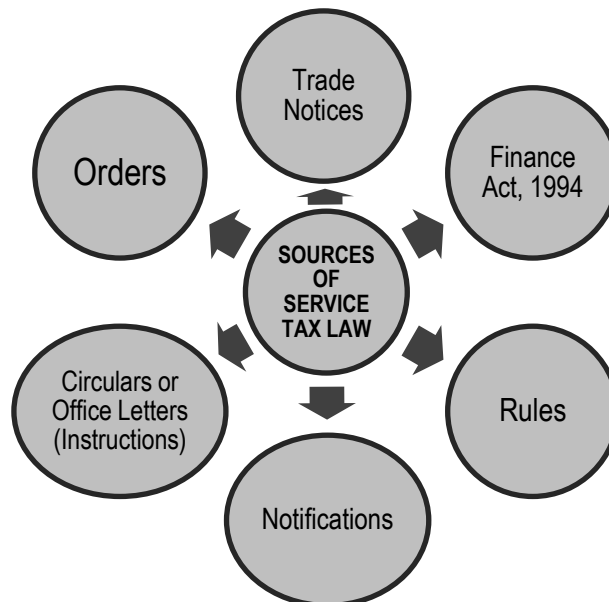 Trade
Notices
Orders
Finance
Act, 1994
SOURCES
OF
SERVICE
TAX LAW
Circulars or
Office Letters
(Instructions)
Rules
Notifications